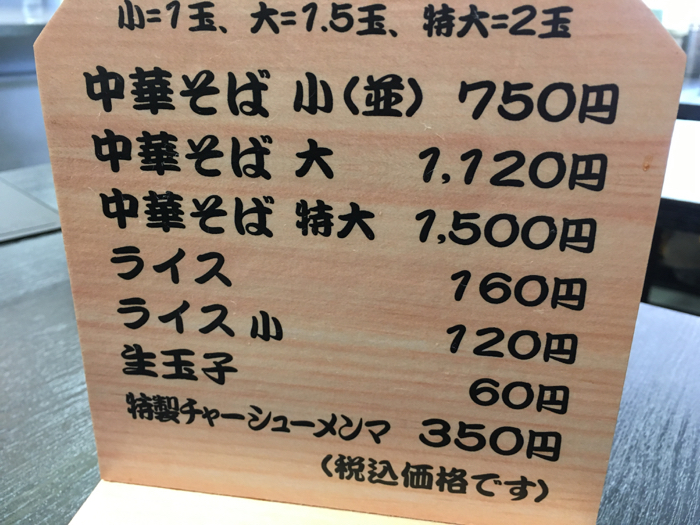 小=1玉、大=1.5玉、特大=2玉
中華そば 小(並) 750円
中華そば 大 1,120円
中華そば 特大 1,500円
ライス 160円
ライス 小 120円
生玉子 60円
特製チャーシューメンマ 350円
(税込価格です)